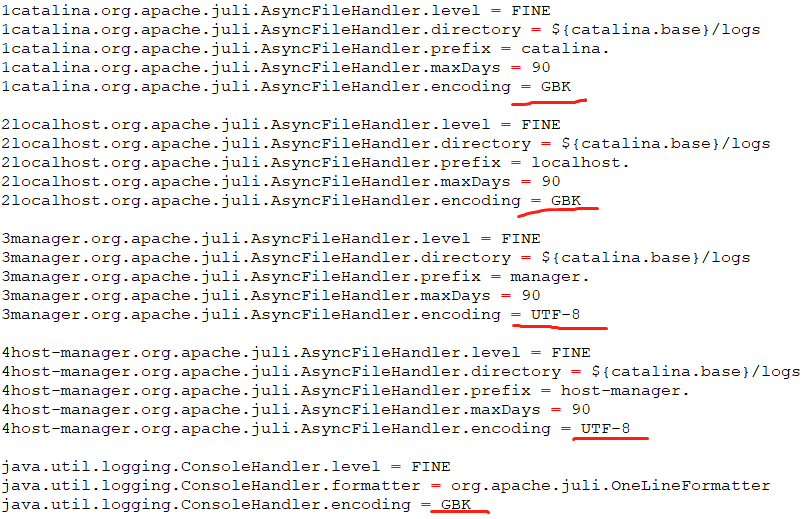 1catalina.org.apache.juli.AsyncFileHandler.level = FINE
1catalina.org.apache.juli.AsyncFileHandler.directory = ${catalina.base}/logs
1catalina.org.apache.juli.AsyncFileHandler.prefix = catalina.
1catalina.org.apache.juli.AsyncFileHandler.maxDays = 90
1catalina.org.apache.juli.AsyncFileHandler.encoding = GBK
2localhost.org.apache.juli.AsyncFileHandler.level = FINE
2localhost.org.apache.juli.AsyncFileHandler.directory = ${catalina.base}/logs
2localhost.org.apache.juli.AsyncFileHandler.prefix = localhost.
2localhost.org.apache.juli.AsyncFileHandler.maxDays = 90
2localhost.org.apache.juli.AsyncFileHandler.encoding = GBK
3manager.org.apache.juli.AsyncFileHandler.level = FINE
3manager.org.apache.juli.AsyncFileHandler.directory = ${catalina.base}/logs
3manager.org.apache.juli.AsyncFileHandler.prefix = manager.
3manager.org.apache.juli.AsyncFileHandler.maxDays = 90
3manager.org.apache.juli.AsyncFileHandler.encoding = UTF-8
4host-manager.org.apache.juli.AsyncFileHandler.level = FINE
4host-manager.org.apache.juli.AsyncFileHandler.directory = ${catalina.base}/logs
4host-manager.org.apache.juli.AsyncFileHandler.prefix = host-manager.
4host-manager.org.apache.juli.AsyncFileHandler.maxDays = 90
4host-manager.org.apache.juli.AsyncFileHandler.encoding = UTF-8
java.util.logging.ConsoleHandler.level = FINE
java.util.logging.ConsoleHandler.formatter = org.apache.juli.OneLineFormatter
java.util.logging.ConsoleHandler.encoding = GBK